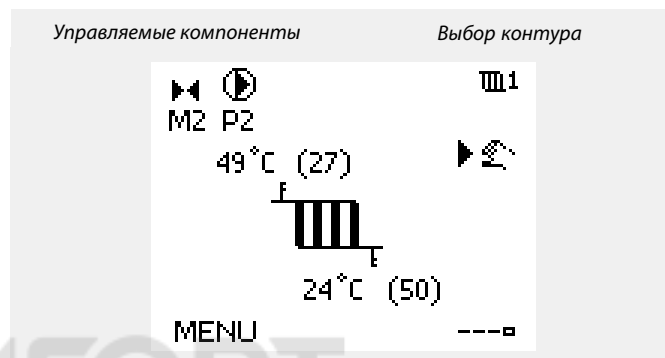 Управляемые компоненты Выбор контура
1
M2 P2
49°C (27)
24°C (50)
MENU ---